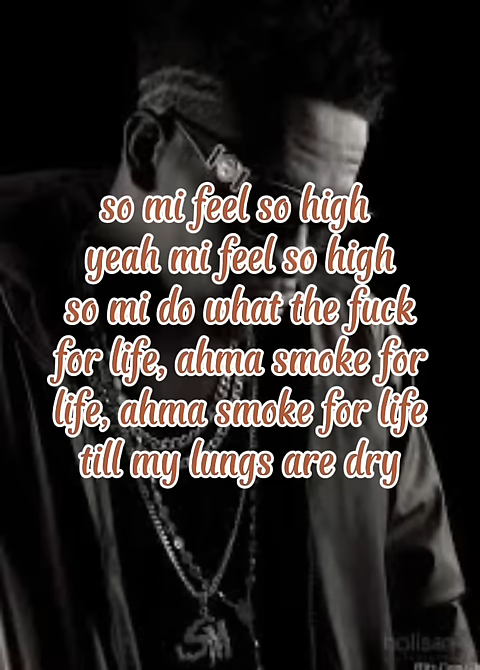 so mi feel so high
yeah mi feel so high
so mi do what the fuck
for life, ahma smoke for
life, ahma smoke for life
till my lungs are dry
SM